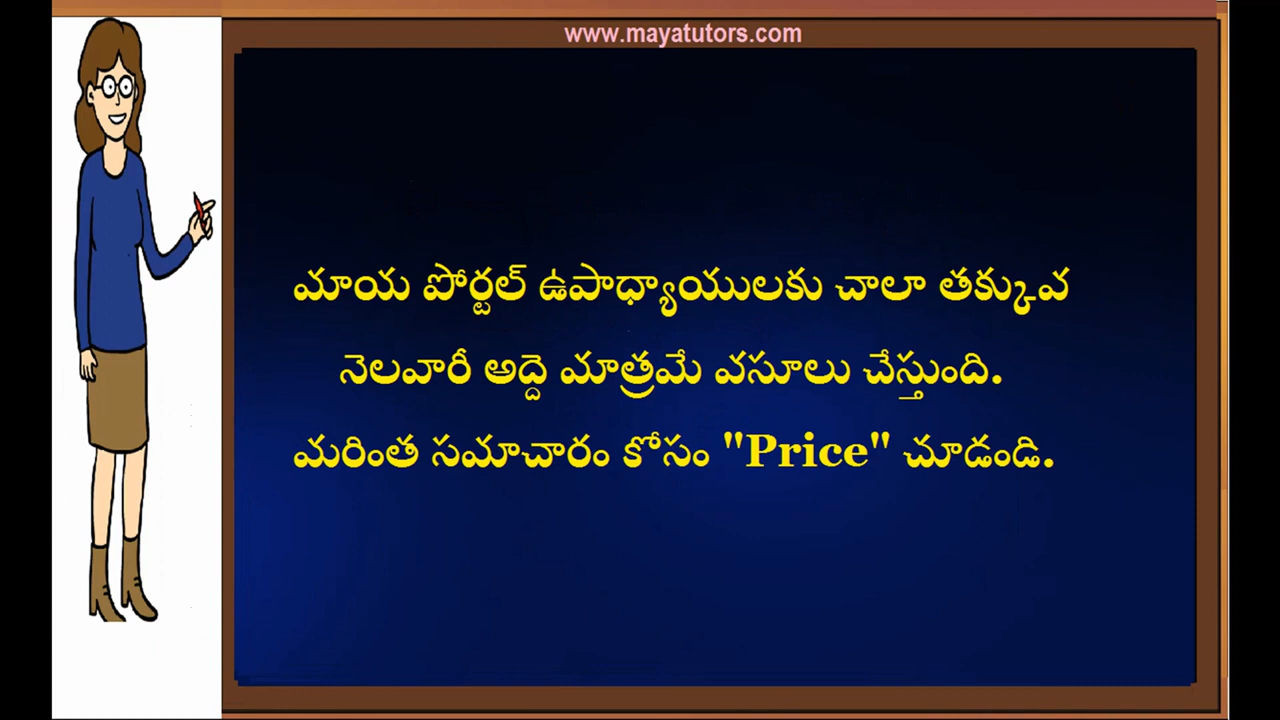 www.mayatutors.com
మాయ పోర్టల్ ఉపాధ్యాయులకు చాలా తక్కువ
నెలవారీ అద్దె మాత్రమే వసూలు చేస్తుంది.
మరింత సమాచారం కోసం "Price" చూడండి.